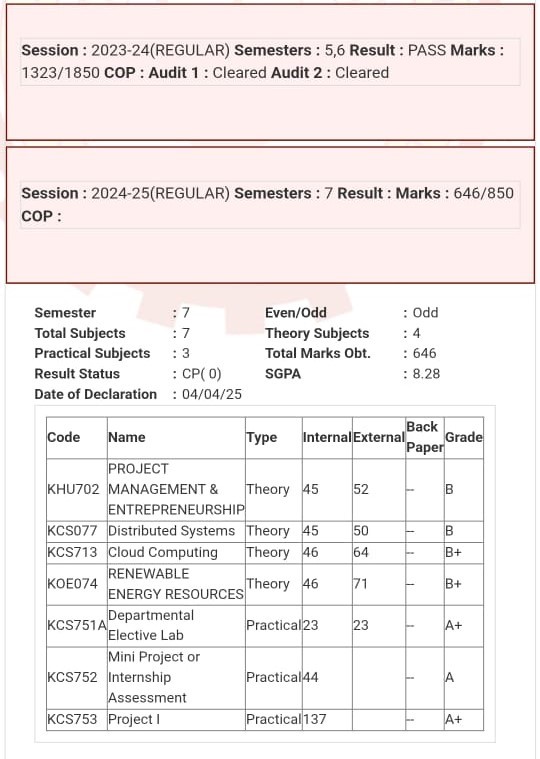 Session : 2023-24(REGULAR) Semesters : 5,6 Result : PASS Marks :
1323/1850 COP : Audit 1 : Cleared Audit 2 : Cleared
Session : 2024-25(REGULAR) Semesters : 7 Result : Marks : 646/850
COP :
Semester : 7 Even/Odd : Odd
Total Subjects : 7 Theory Subjects : 4
Practical Subjects : 3 Total Marks Obt. : 646
Result Status : CP( 0) SGPA : 8.28
Date of Declaration : 04/04/25
Code Name Type Internal External Back Paper Grade
KHU702 PROJECT MANAGEMENT & ENTREPRENEURSHIP Theory 45 52 -- B
KCS077 Distributed Systems Theory 45 50 -- B
KCS713 Cloud Computing Theory 46 64 -- B+
KOE074 RENEWABLE ENERGY RESOURCES Theory 46 71 -- B+
KCS751A Departmental Elective Lab Practical 23 23 -- A+
KCS752 Mini Project or Internship Assessment Practical 44 -- A
KCS753 Project I Practical 137 -- A+